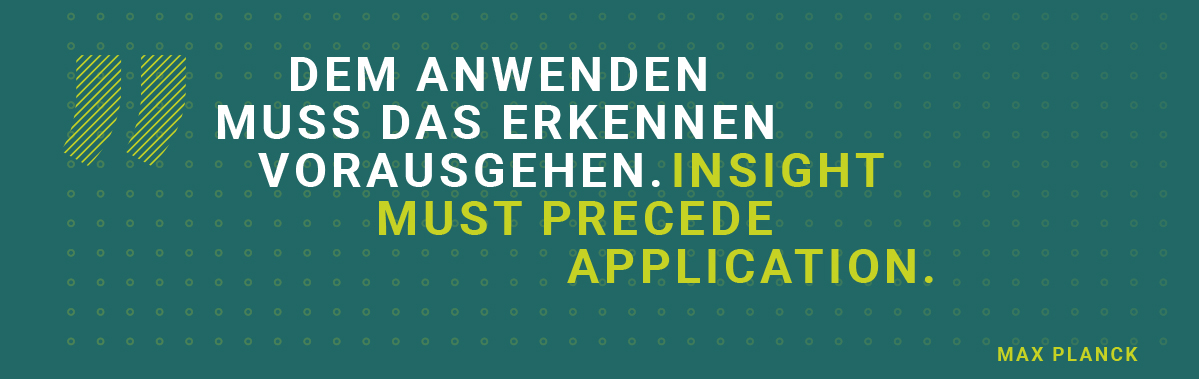 DEM ANWENDEN
MUSS DAS ERKENNEN
VORAUSGEHEN. INSIGHT
MUST PRECEDE
APPLICATION.
MAX PLANCK